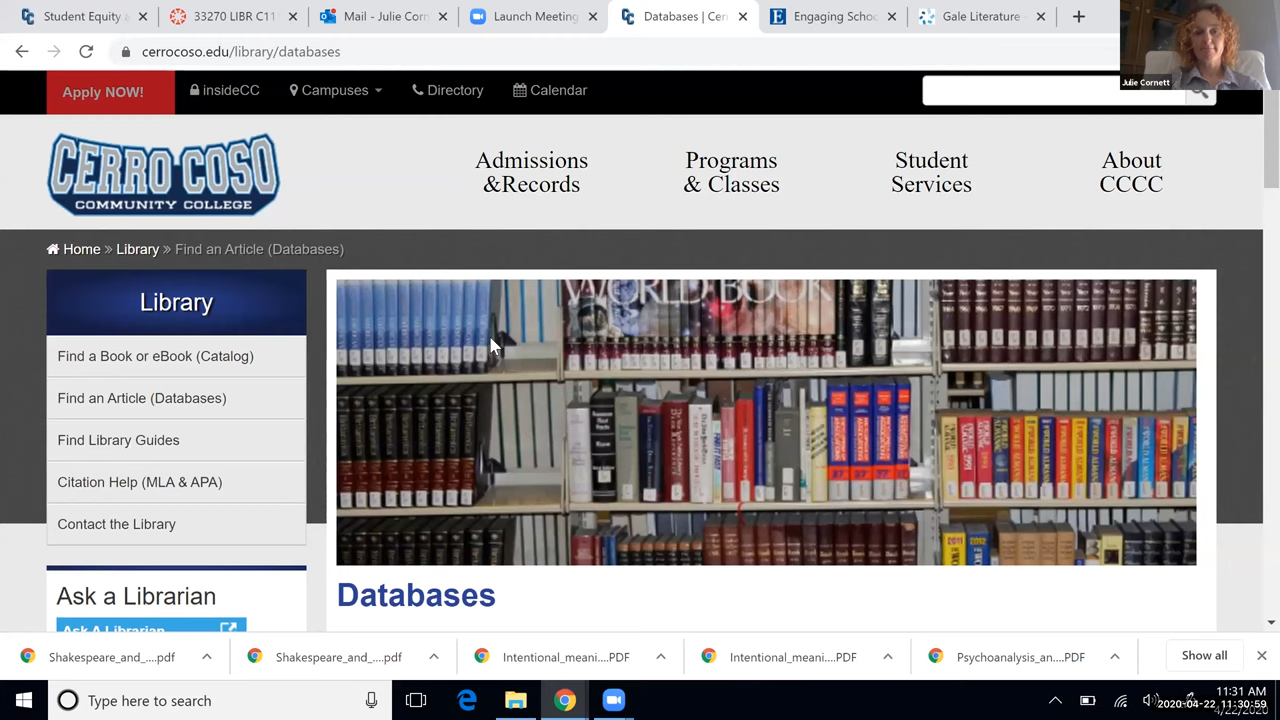 Student Equity a
33270 LIBR C11
Mail - Julie Corn
Launch Meeting
Databases | Cer
Engaging Schoo
Gale Literature -
cerrocoso.edu/library/databases
Julie Cornett
Apply NOW!
insideCC
Campuses
Directory
Calendar
CERRO COSO
COMMUNITY COLLEGE
Admissions
&Records
Programs
& Classes
Student
Services
About
CCCC
Home » Library » Find an Article (Databases)
Library
Find a Book or eBook (Catalog)
Find an Article (Databases)
Find Library Guides
Citation Help (MLA & APA)
Contact the Library
Ask a Librarian
Ask A Librarian
WORLD BOOK
Databases
Shakespeare_and_....pdf
Shakespeare_and_....pdf
Intentional_meani....PDF
Intentional_meani....PDF
Psychoanalysis_an....PDF
Show all
Type here to search
11:31 AM
2020-04-22 11:30:59